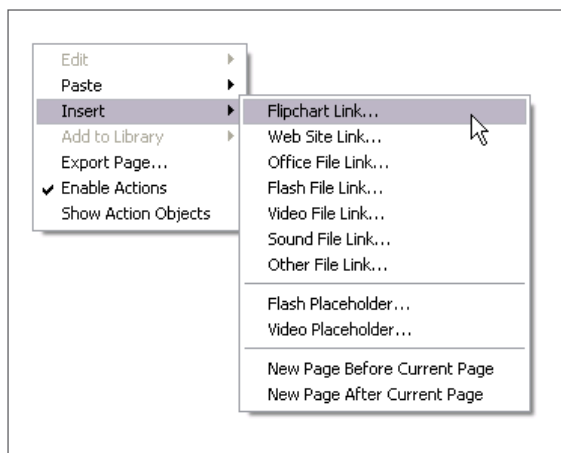 Edit
Paste
Insert
Add to Library
Export Page...
Enable Actions
Show Action Objects
Flipchart Link...
Web Site Link...
Office File Link...
Flash File Link...
Video File Link...
Sound File Link...
Other File Link...
Flash Placeholder...
Video Placeholder...
New Page Before Current Page
New Page After Current Page